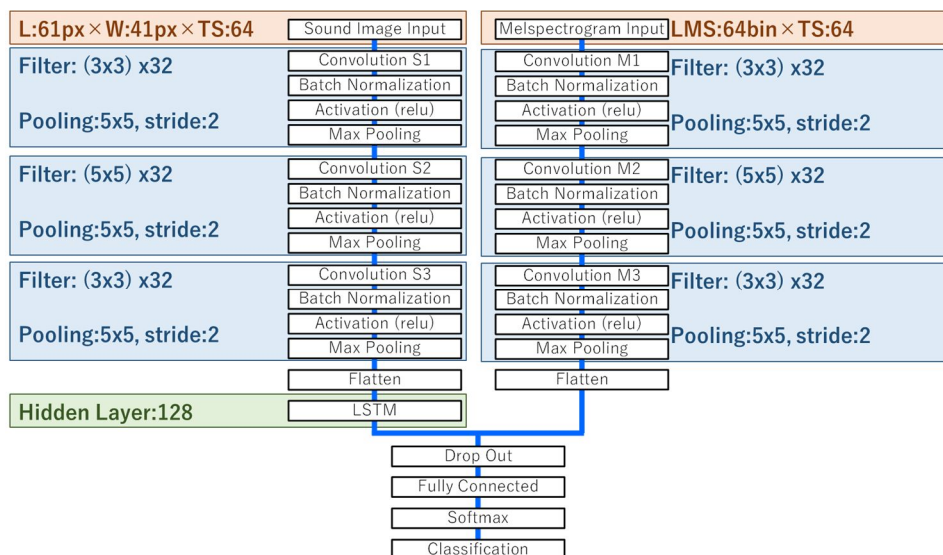 L:61px×W:41px×TS:64
Sound Image Input
Melspectrogram Input
LMS:64bin×TS:64
Filter: (3x3) x32
Pooling:5x5, stride:2
Convolution S1
Batch Normalization
Activation (relu)
Max Pooling
Convolution M1
Batch Normalization
Activation (relu)
Max Pooling
Filter: (3x3) x32
Pooling:5x5, stride:2
Filter: (5x5) x32
Pooling:5x5, stride:2
Convolution S2
Batch Normalization
Activation (relu)
Max Pooling
Convolution M2
Batch Normalization
Activation (relu)
Max Pooling
Filter: (5x5) x32
Pooling:5x5, stride:2
Filter: (3x3) x32
Pooling:5x5, stride:2
Convolution S3
Batch Normalization
Activation (relu)
Max Pooling
Convolution M3
Batch Normalization
Activation (relu)
Max Pooling
Filter: (3x3) x32
Pooling:5x5, stride:2
Flatten
Flatten
Hidden Layer:128
LSTM
Drop Out
Fully Connected
Softmax
Classification